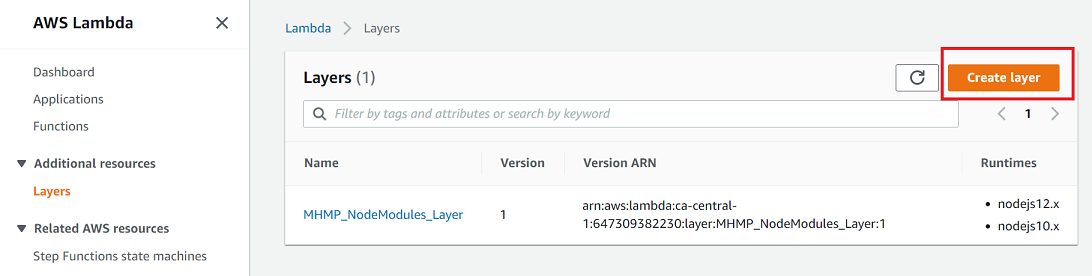 AWS Lambda
Dashboard
Applications
Functions
Additional resources
Layers
Related AWS resources
Step Functions state machines
Lambda > Layers
Layers (1)
Create layer
Filter by tags and attributes or search by keyword
1
Name Version Version ARN Runtimes
MHMP_NodeModules_Layer 1 arn:aws:lambda:ca-central-
1:647309382230:layer:MHMP_NodeModules_Layer:1
nodejs12.x
nodejs10.x